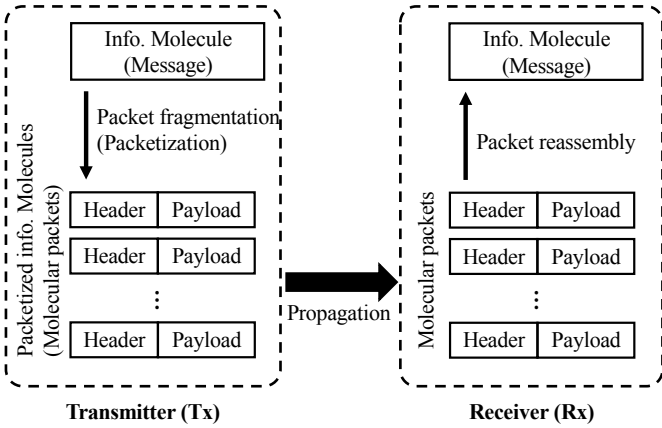 Info. Molecule
(Message)
Packet fragmentation
(Packetization)
Packetized info. Molecules
(Molecular packets)
Header Payload
Header Payload
⋮
Header Payload
Transmitter (Tx)
Propagation
Info. Molecule
(Message)
Packet reassembly
Molecular packets
Header Payload
Header Payload
⋮
Header Payload
Receiver (Rx)